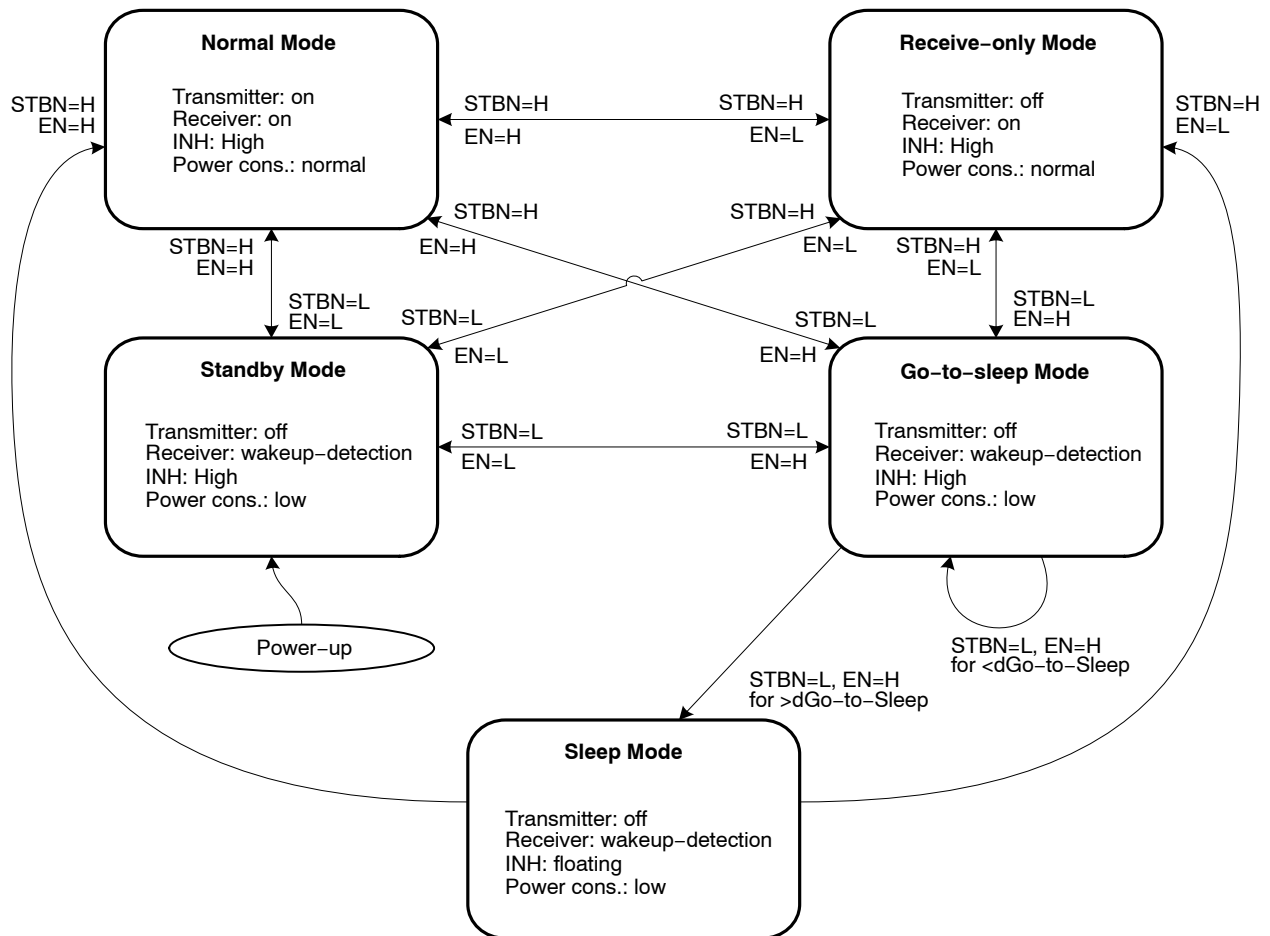 Normal Mode
Transmitter: on
Receiver: on
INH: High
Power cons.: normal
Receive−only Mode
Transmitter: off
Receiver: on
INH: High
Power cons.: normal
STBN=H
EN=H
STBN=H
EN=H
STBN=H
EN=L
STBN=H
EN=L
STBN=H
EN=H
STBN=H
EN=L
STBN=H
EN=H
STBN=L
EN=L
STBN=H
EN=L
STBN=L
EN=H
STBN=L
EN=L
STBN=L
EN=H
Standby Mode
Transmitter: off
Receiver: wakeup−detection
INH: High
Power cons.: low
STBN=L
EN=L
STBN=L
EN=H
Go−to−sleep Mode
Transmitter: off
Receiver: wakeup−detection
INH: High
Power cons.: low
Power−up
STBN=L, EN=H
for <dGo−to−Sleep
STBN=L, EN=H
for >dGo−to−Sleep
Sleep Mode
Transmitter: off
Receiver: wakeup−detection
INH: floating
Power cons.: low